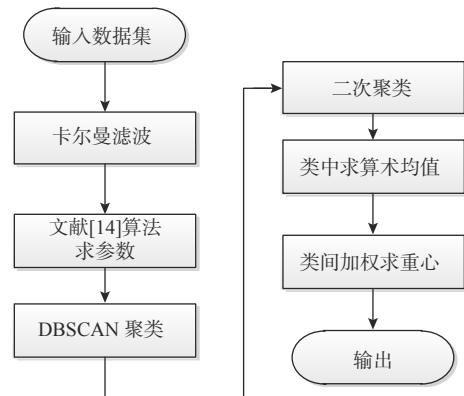 输入数据集
卡尔曼滤波
文献[14]算法
求参数
DBSCAN 聚类
二次聚类
类中求算术均值
类间加权求重心
输出